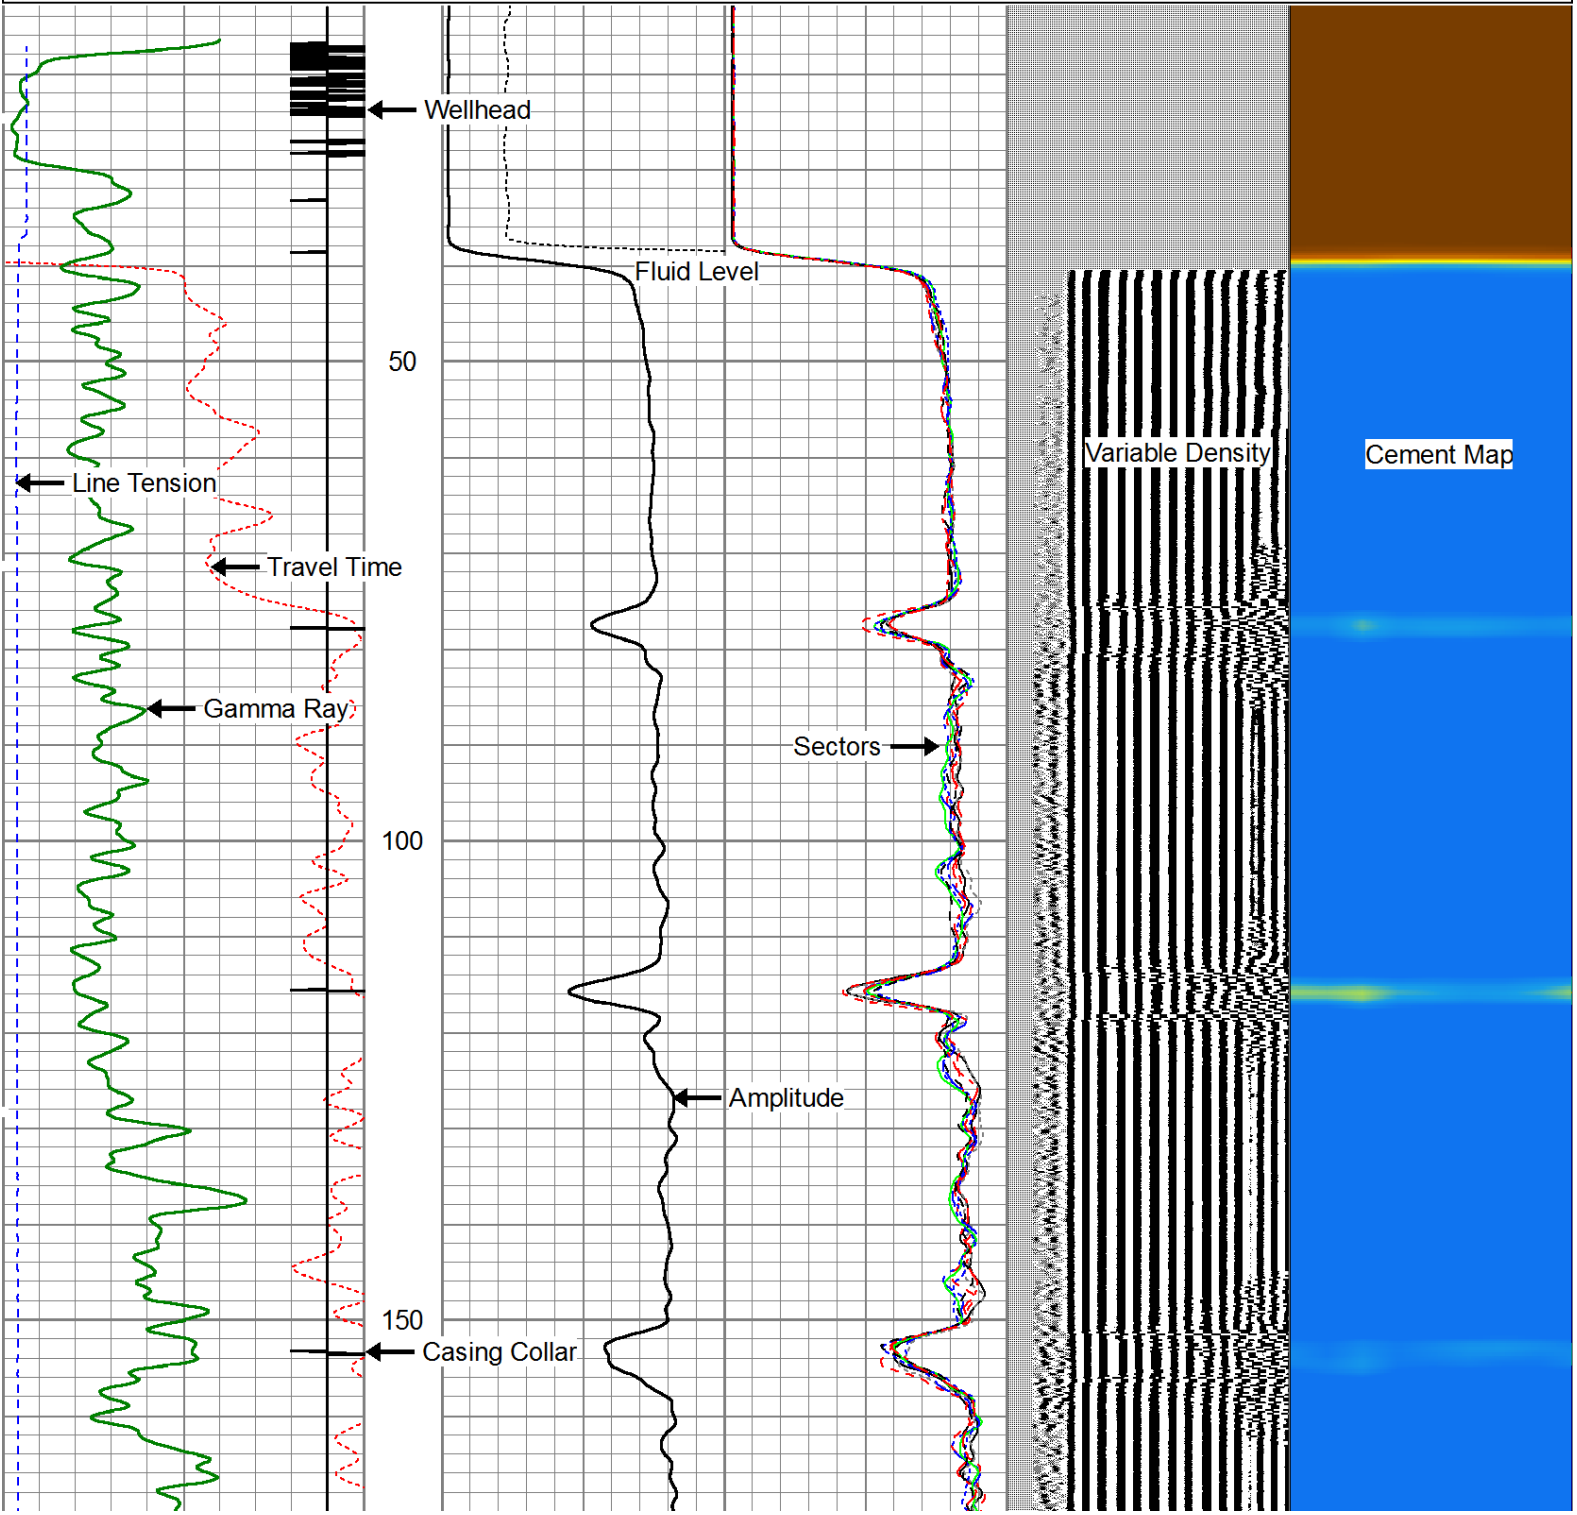 Wellhead
Fluid Level
50
Variable Density
Cement Map
Line Tension
Travel Time
Gamma Ray
Sectors
100
Amplitude
150
Casing Collar